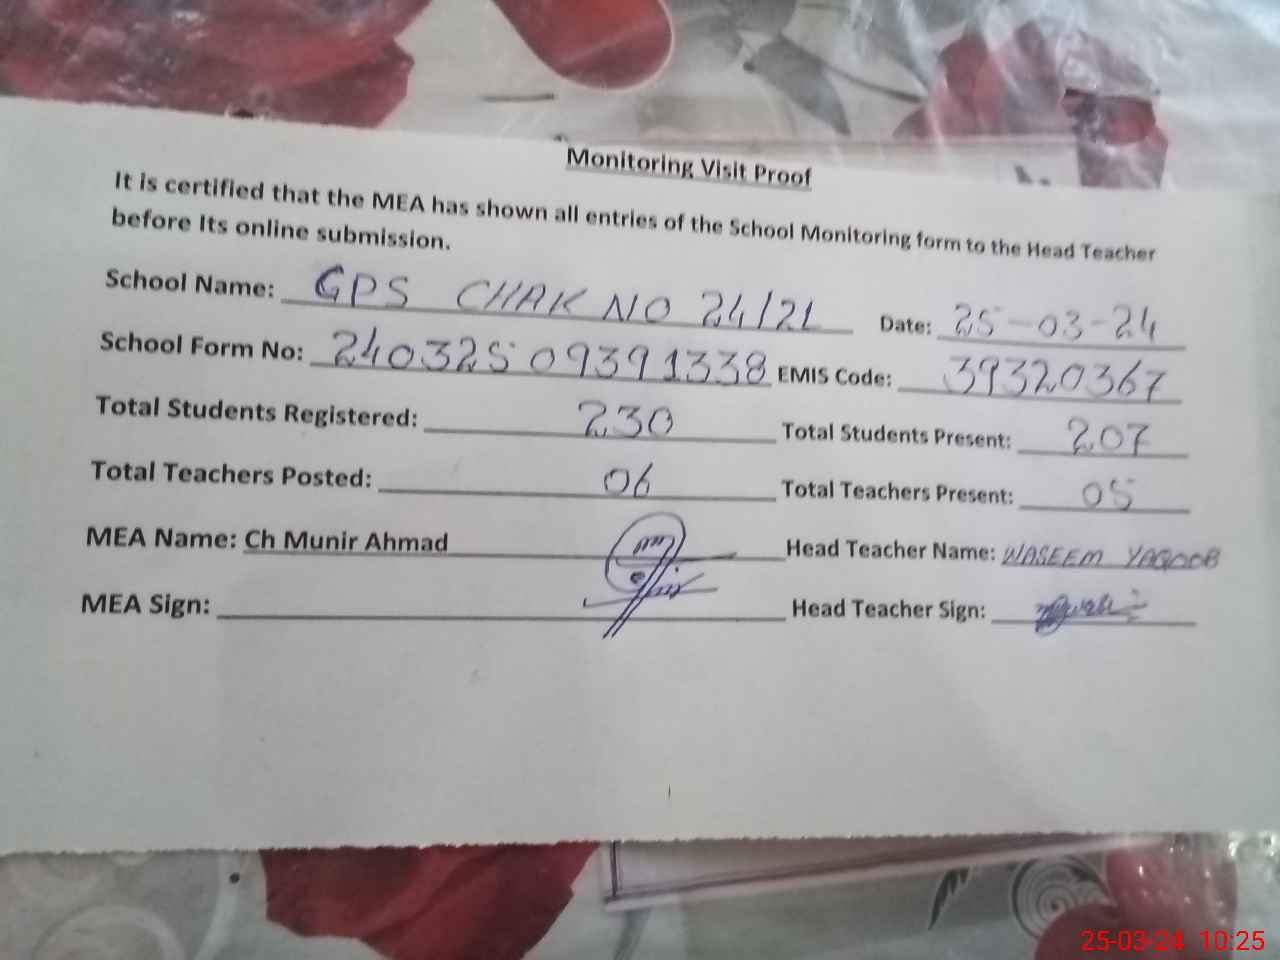 Monitoring Visit Proof
It is certified that the MEA has shown all entries of the School Monitoring form to the Head Teacher
before Its online submission.
School Name: GPS CHAK NO 24/2L Date: 25-03-24
School Form No: 24032509391338 EMIS Code: 39320367
Total Students Registered: 230 Total Students Present: 207
Total Teachers Posted: 06 Total Teachers Present: 05
MEA Name: Ch Munir Ahmad Head Teacher Name: WASEEM YAQOOB
MEA Sign: Head Teacher Sign:
25-03-24 10:25